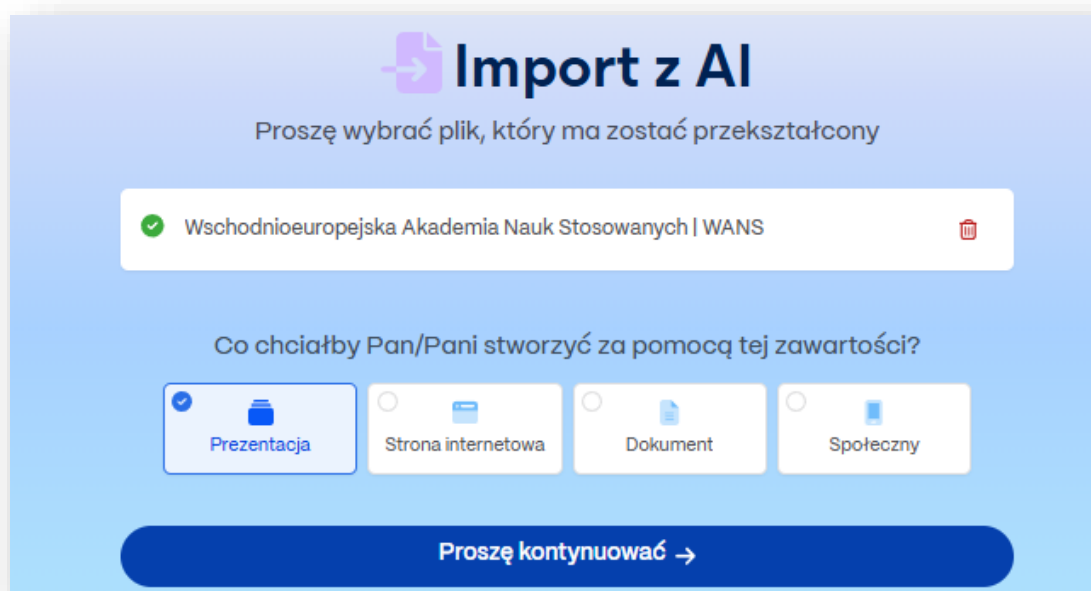 Import z AI
Proszę wybrać plik, który ma zostać przekształcony
Wschodnioeuropejska Akademia Nauk Stosowanych | WANS
Co chciałby Pan/Pani stworzyć za pomocą tej zawartości?
Prezentacja
Strona internetowa
Dokument
Społeczny
Proszę kontynuować →